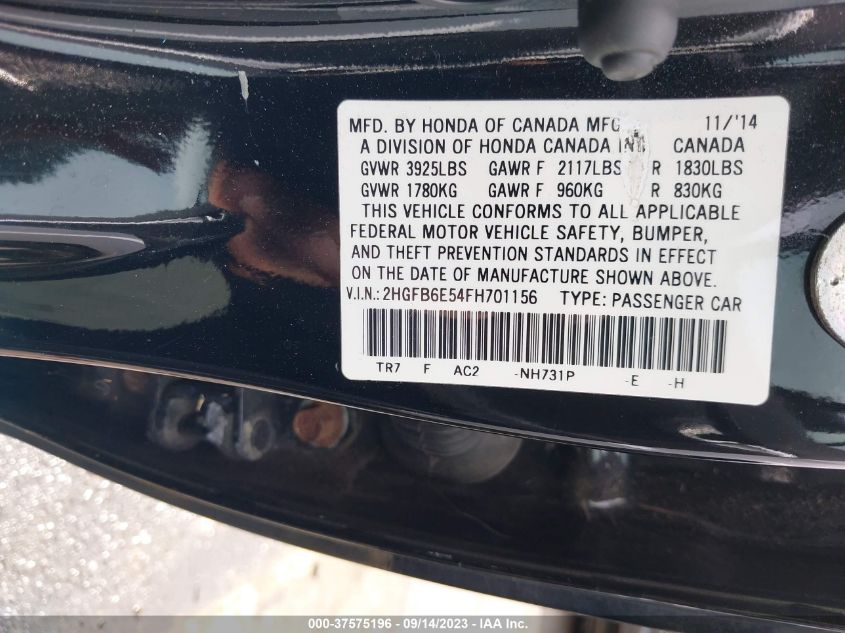 MFD. BY HONDA OF CANADA MFG 11/'14
A DIVISION OF HONDA CANADA INC CANADA
GVWR 3925LBS GAWR F 2117LBS R 1830LBS
GVWR 1780KG GAWR F 960KG R 830KG
THIS VEHICLE CONFORMS TO ALL APPLICABLE
FEDERAL MOTOR VEHICLE SAFETY, BUMPER,
AND THEFT PREVENTION STANDARDS IN EFFECT
ON THE DATE OF MANUFACTURE SHOWN ABOVE.
V.I.N.: 2HGFB6E54FH701156 TYPE: PASSENGER CAR
TR7 F AC2 -NH731P -E -H
000-37575196 - 09/14/2023 - IAA Inc.